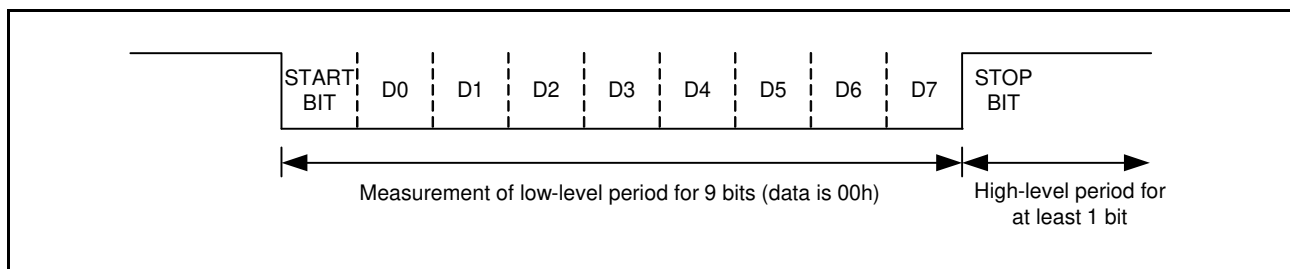 START BIT D0 D1 D2 D3 D4 D5 D6 D7 STOP BIT
Measurement of low-level period for 9 bits (data is 00h)
High-level period for
at least 1 bit